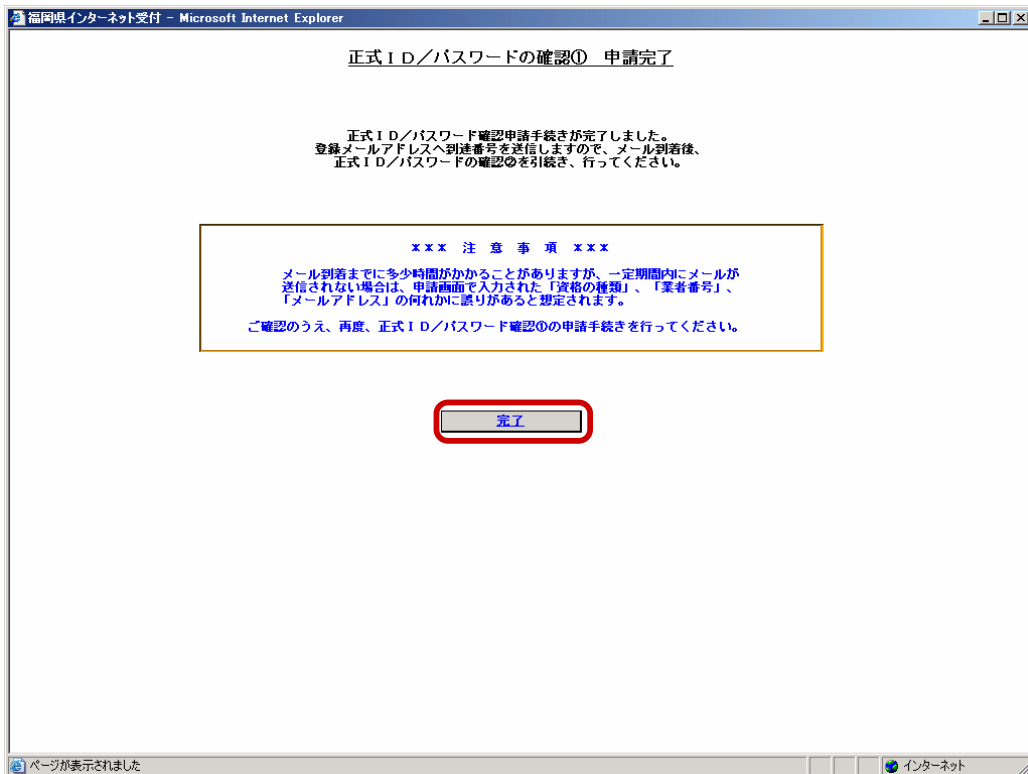 福岡県インターネット受付 - Microsoft Internet Explorer
正式ＩＤ／パスワードの確認①　申請完了
正式ＩＤ／パスワード確認申請手続きが完了しました。
登録メールアドレスへ到達番号を送信しますので、メール到着後、
正式ＩＤ／パスワードの確認②を引続き、行ってください。
＊＊＊　注　意　事　項　＊＊＊
メール到着までに多少時間がかかることがありますが、一定期間内にメールが
送信されない場合は、申請画面で入力された「資格の種類」、「業者番号」、
「メールアドレス」の何れかに誤りがあると想定されます。
ご確認のうえ、再度、正式ＩＤ／パスワード確認①の申請手続きを行ってください。
完了
ページが表示されました
インターネット